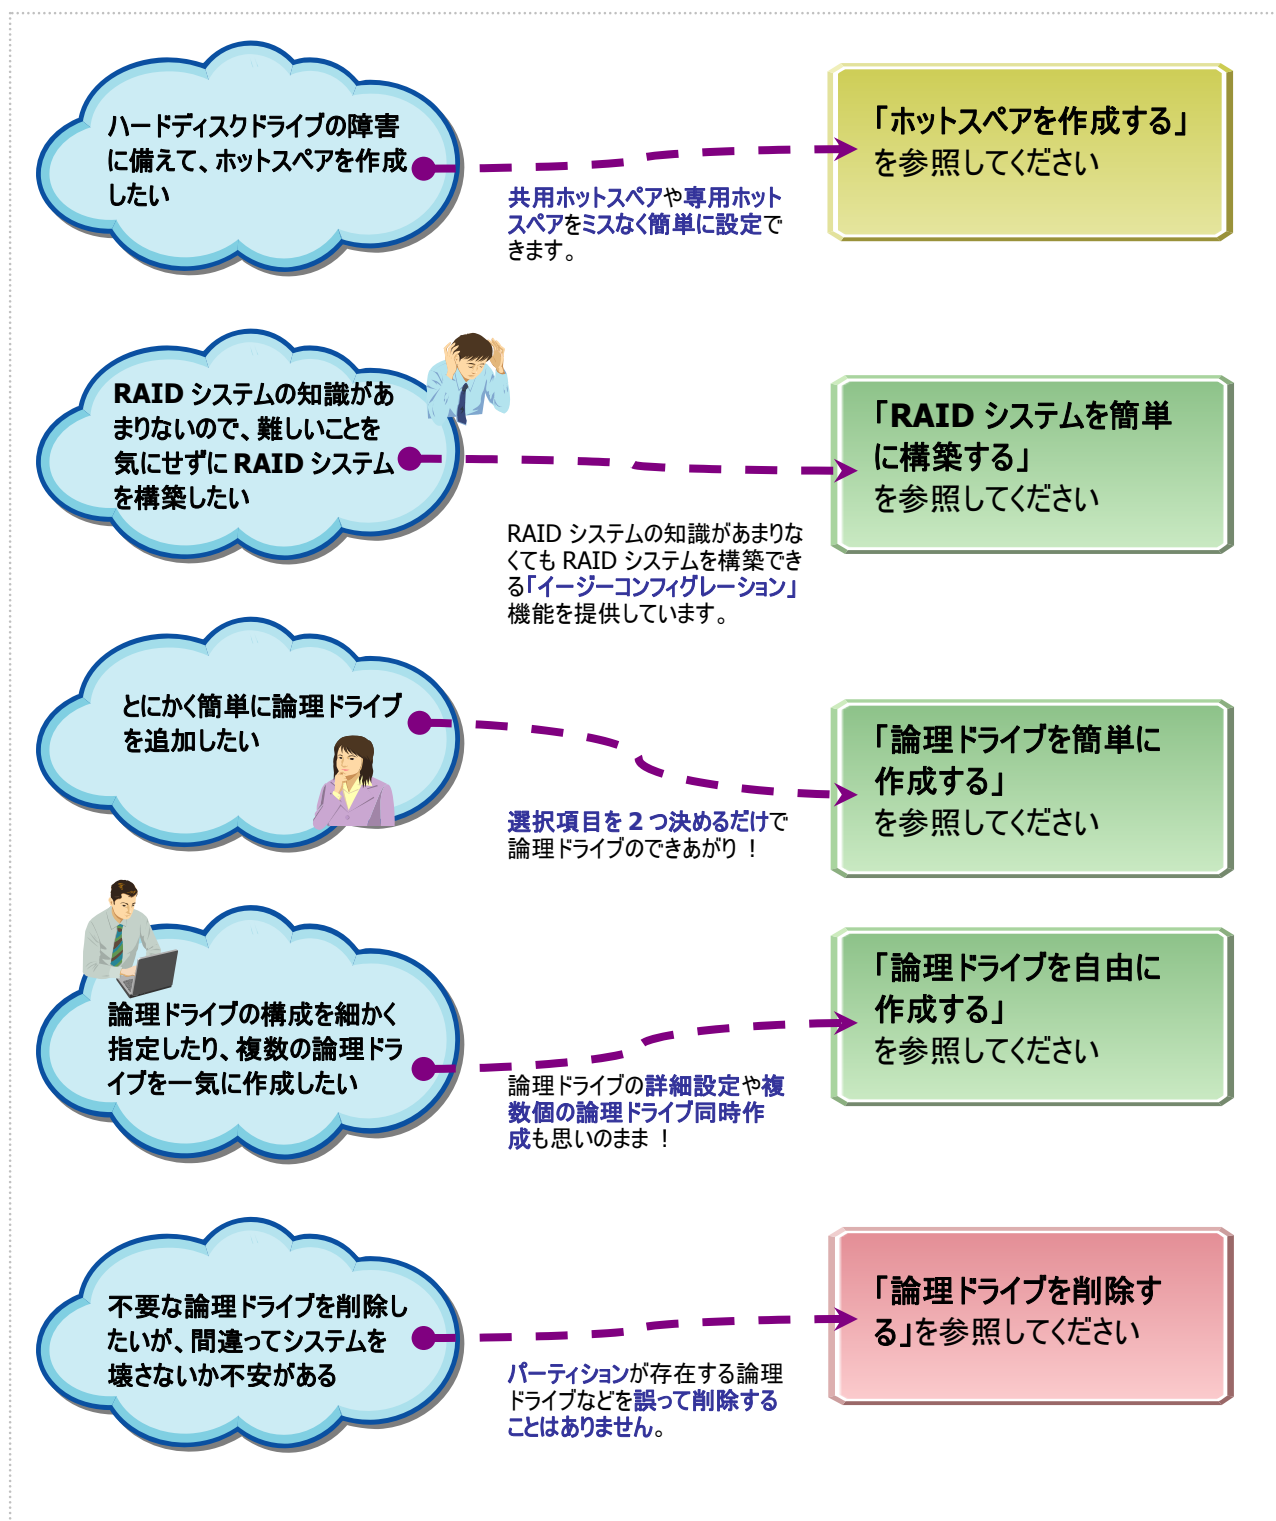 ハードディスクドライブの障害
に備えて、ホットスペアを作成
したい
共用ホットスペアや専用ホット
スペアをミスなく簡単に設定で
きます。
「ホットスペアを作成する」
を参照してください
RAID システムの知識があ
まりないので、難しいことを
気にせずに RAID システム
を構築したい
RAID システムの知識があまりな
くても RAID システムを構築でき
る「イージーコンフィグレーション」
機能を提供しています。
「RAID システムを簡単
に構築する」
を参照してください
とにかく簡単に論理ドライブ
を追加したい
選択項目を 2 つ決めるだけで
論理ドライブのできあがり！
「論理ドライブを簡単に
作成する」
を参照してください
論理ドライブの構成を細かく
指定したり、複数の論理ドラ
イブを一気に作成したい
論理ドライブの詳細設定や複
数個の論理ドライブ同時作
成も思いのまま！
「論理ドライブを自由に
作成する」
を参照してください
不要な論理ドライブを削除し
たいが、間違ってシステムを
壊さないか不安がある
パーティションが存在する論理
ドライブなどを誤って削除する
ことはありません。
「論理ドライブを削除す
る」を参照してください